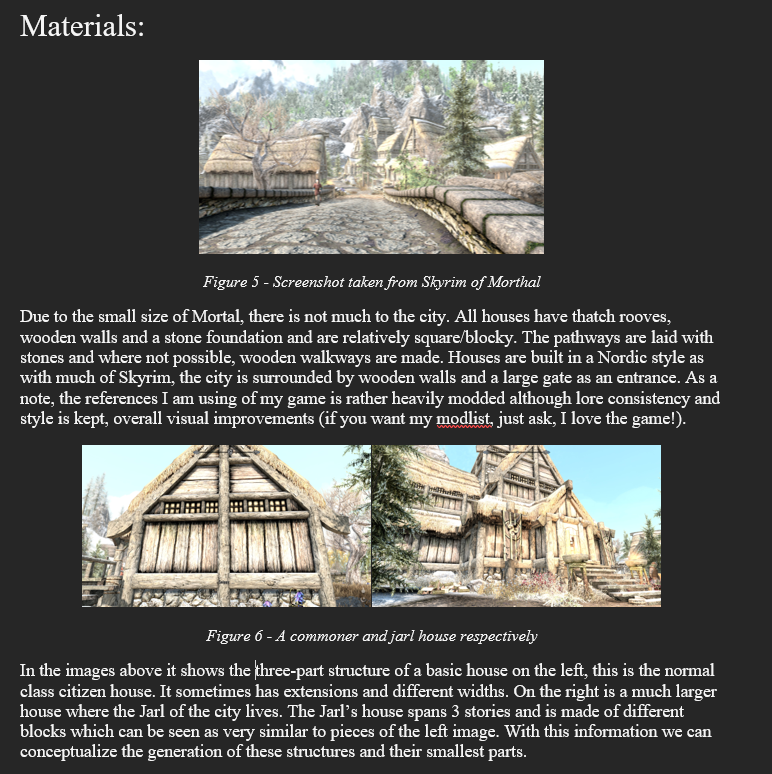 Materials:
Figure 5 - Screenshot taken from Skyrim of Morthal
Due to the small size of Mortal, there is not much to the city. All houses have thatch rooves,
wooden walls and a stone foundation and are relatively square/blocky. The pathways are laid with
stones and where not possible, wooden walkways are made. Houses are built in a Nordic style as
with much of Skyrim, the city is surrounded by wooden walls and a large gate as an entrance. As a
note, the references I am using of my game is rather heavily modded although lore consistency and
style is kept, overall visual improvements (if you want my modlist, just ask, I love the game!).
Figure 6 - A commoner and jarl house respectively
In the images above it shows the three-part structure of a basic house on the left, this is the normal
class citizen house. It sometimes has extensions and different widths. On the right is a much larger
house where the Jarl of the city lives. The Jarl’s house spans 3 stories and is made of different
blocks which can be seen as very similar to pieces of the left image. With this information we can
conceptualize the generation of these structures and their smallest parts.